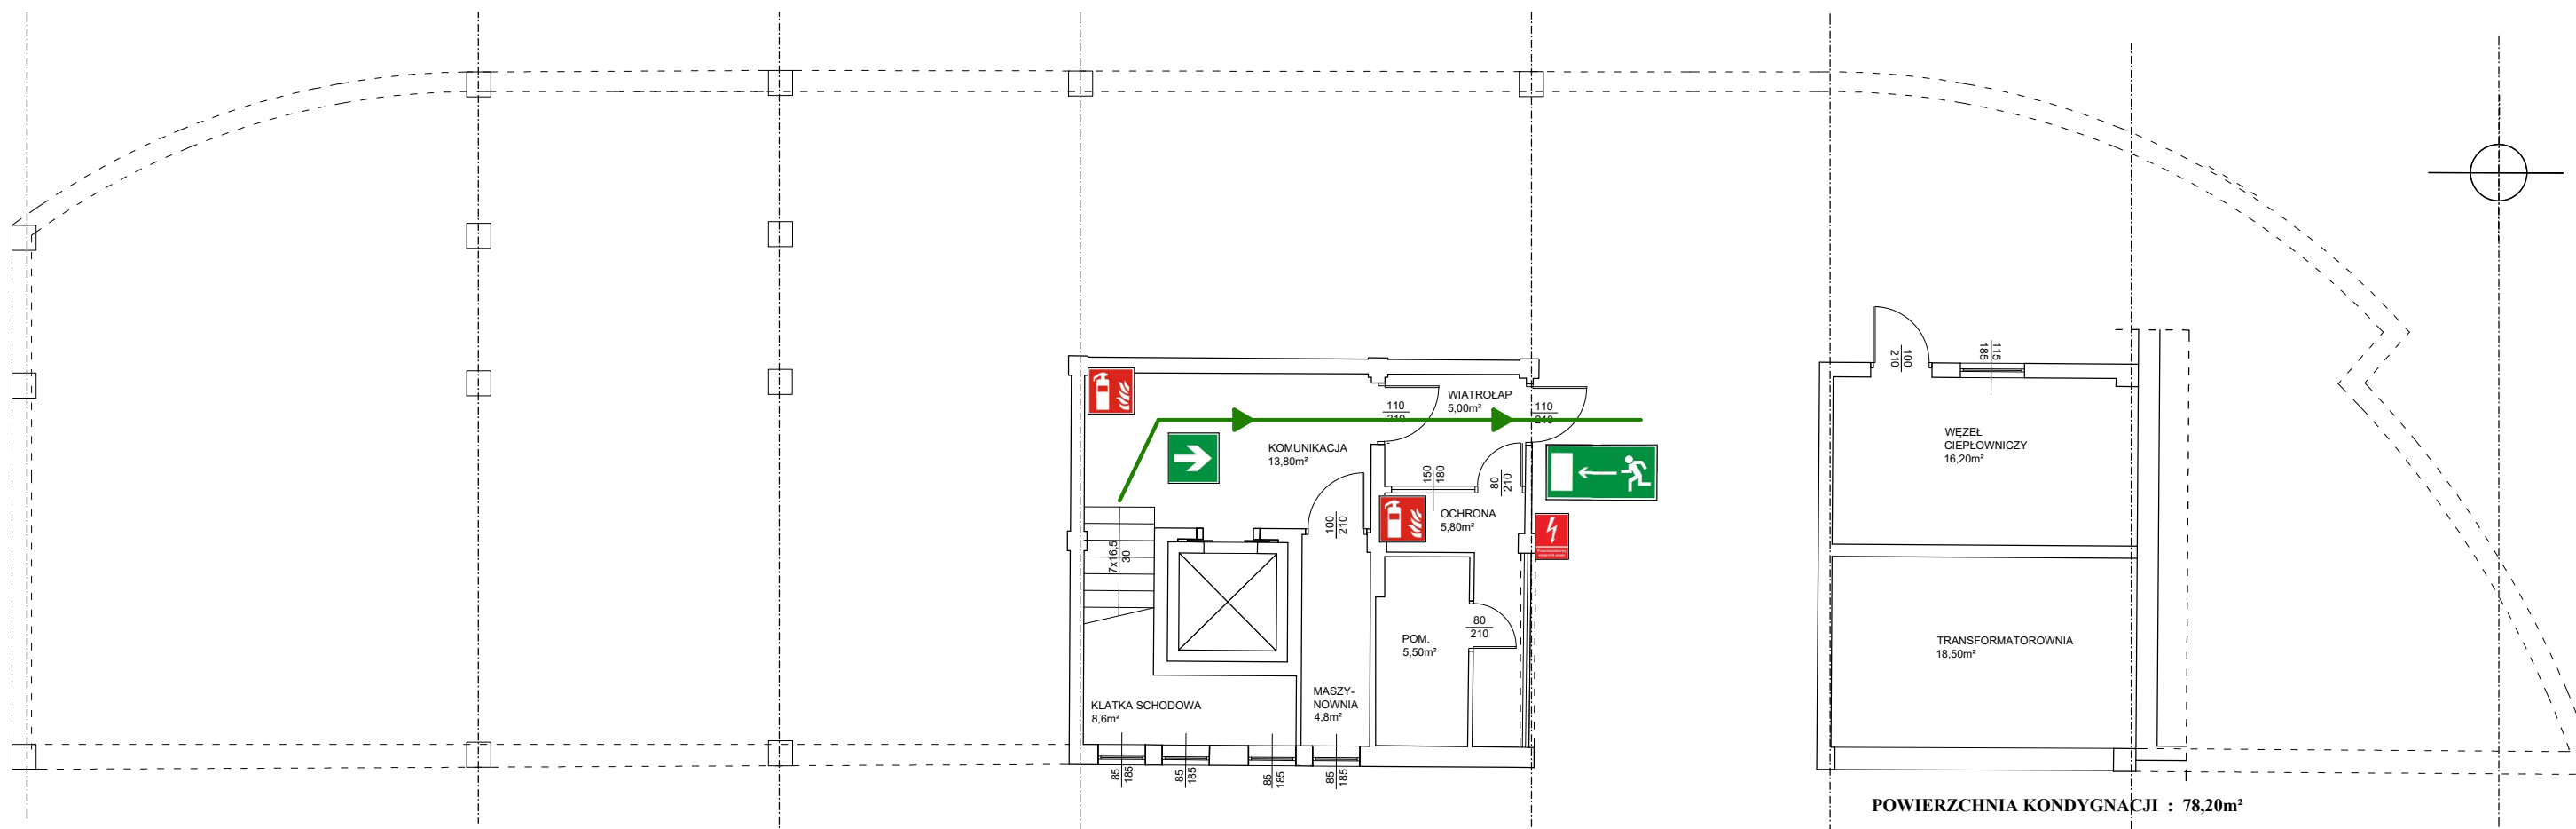 100
210
115
185
WIATROŁAP
5,00m²
110
210
110
210
KOMUNIKACJA
13,80m²
WĘZEŁ
CIEPŁOWNICZY
16,20m²
150
180
80
210
OCHRONA
5,80m²
100
210
7x16,5
30
POM.
5,50m²
80
210
TRANSFORMATOROWNIA
18,50m²
KLATKA SCHODOWA
8,6m²
MASZY-
NOWNIA
4,8m²
85
185
85
185
85
185
85
185
POWIERZCHNIA KONDYGNACJI : 78,20m²